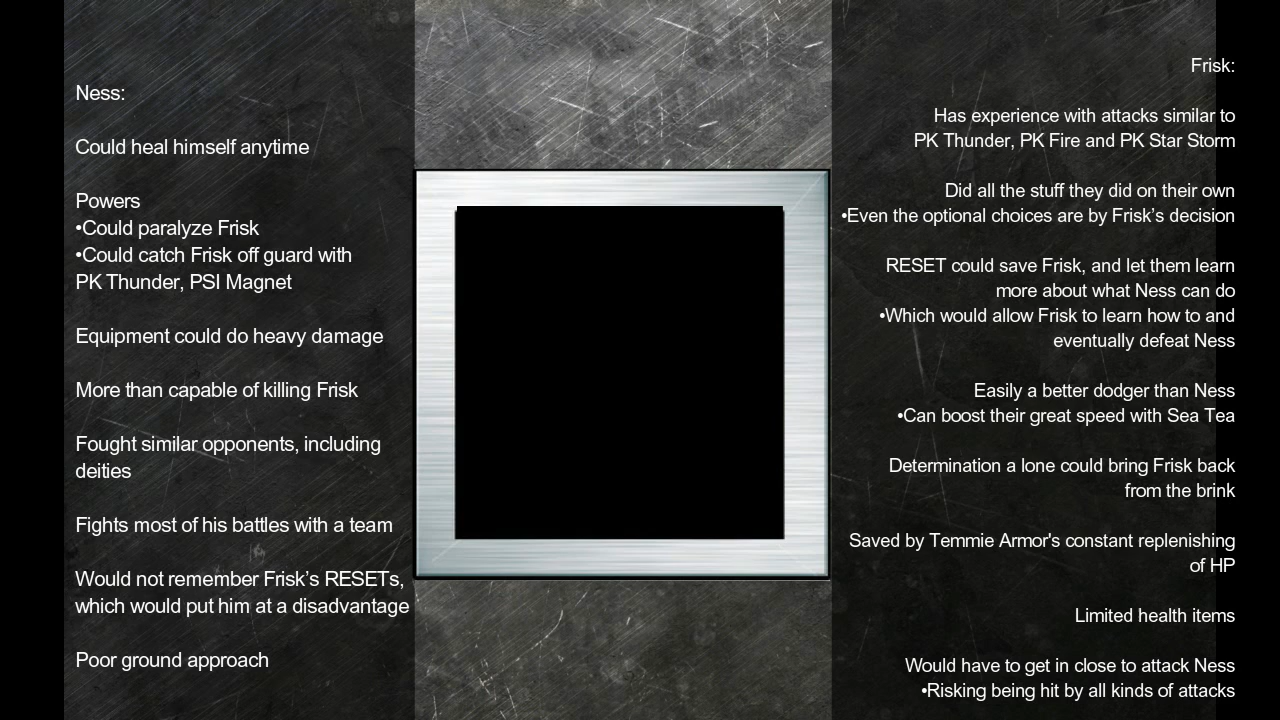 Ness:
Could heal himself anytime
Powers
•Could paralyze Frisk
•Could catch Frisk off guard with
PK Thunder, PSI Magnet
Equipment could do heavy damage
More than capable of killing Frisk
Fought similar opponents, including
deities
Fights most of his battles with a team
Would not remember Frisk’s RESETs,
which would put him at a disadvantage
Poor ground approach
Frisk:
Has experience with attacks similar to
PK Thunder, PK Fire and PK Star Storm
Did all the stuff they did on their own
•Even the optional choices are by Frisk’s decision
RESET could save Frisk, and let them learn
more about what Ness can do
•Which would allow Frisk to learn how to and
eventually defeat Ness
Easily a better dodger than Ness
•Can boost their great speed with Sea Tea
Determination a lone could bring Frisk back
from the brink
Saved by Temmie Armor's constant replenishing
of HP
Limited health items
Would have to get in close to attack Ness
•Risking being hit by all kinds of attacks